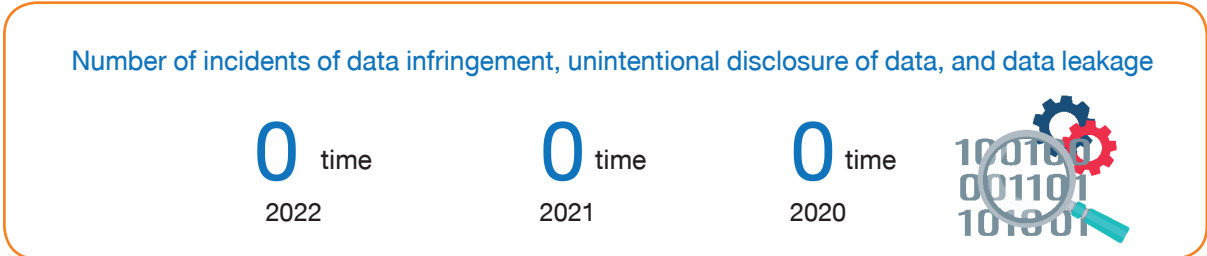 Number of incidents of data infringement, unintentional disclosure of data, and data leakage
0 time 0 time 0 time
2022 2021 2020
100100
001101
101001